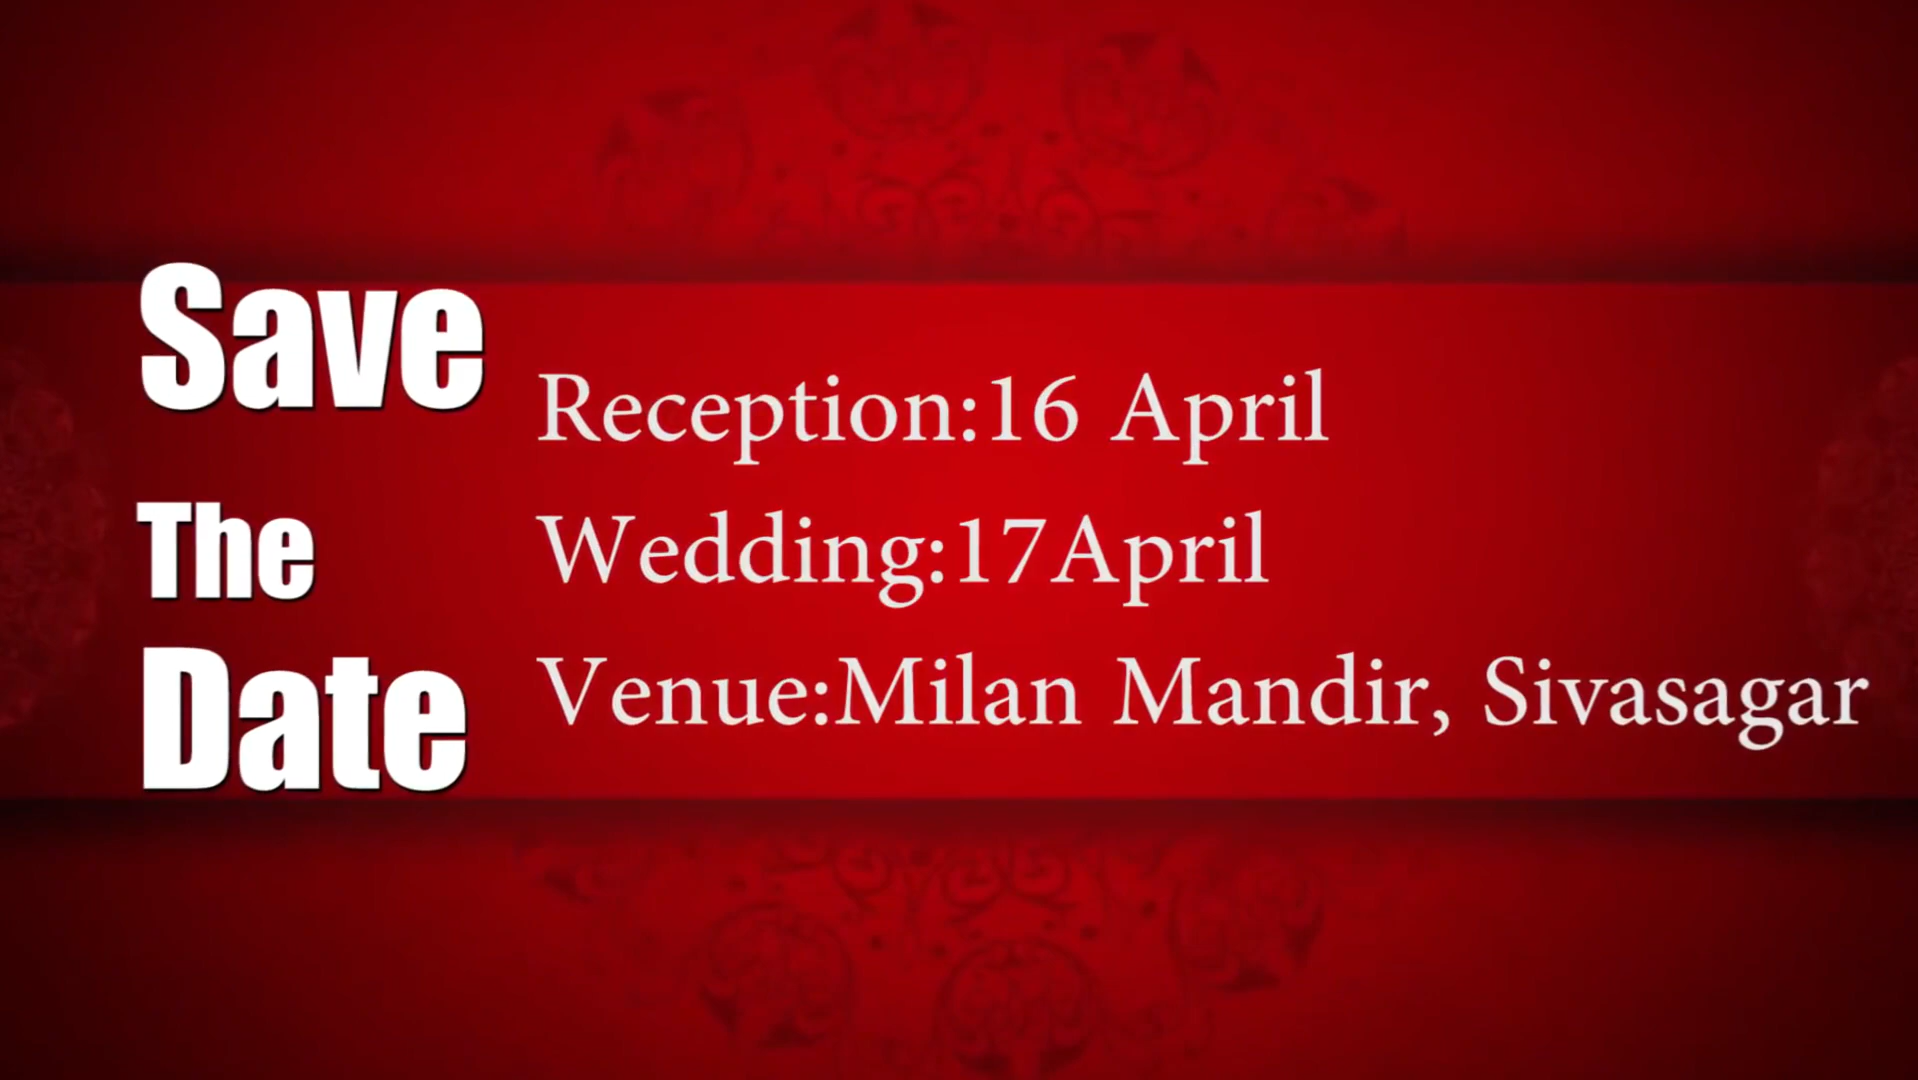 Save
The
Date
Reception:16 April
Wedding:17April
Venue:Milan Mandir, Sivasagar